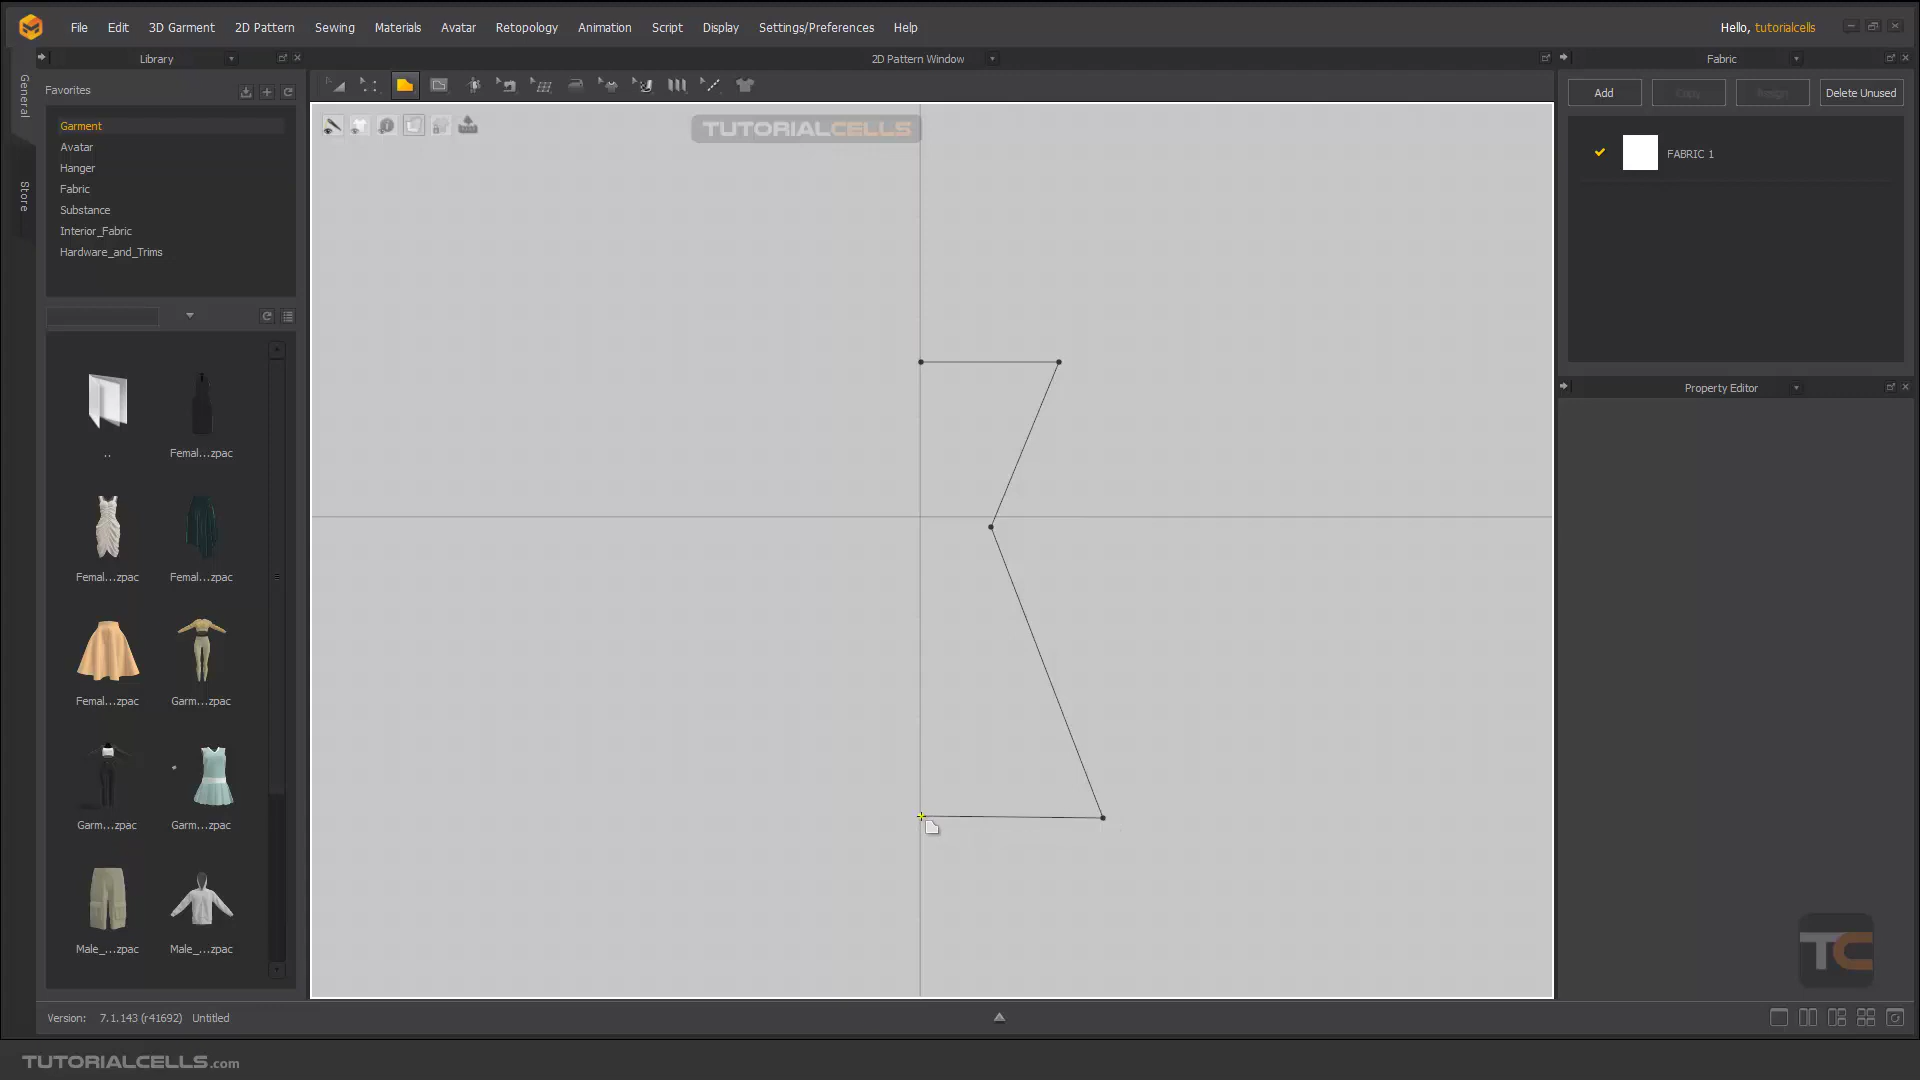 File Edit 3D Garment 2D Pattern Sewing Materials Avatar Retopology Animation Script Display Settings/Preferences Help
Hello, tutorialcells
Library
2D Pattern Window
Fabric
General
Store
Favorites
Add Copy Assign Delete Unused
Garment
Avatar
Hanger
Fabric
Substance
Interior_Fabric
Hardware_and_Trims
TUTORIALCELLS
FABRIC 1
Property Editor
..
Femal...zpac
Femal...zpac
Femal...zpac
Femal...zpac
Garm...zpac
Garm...zpac
Garm...zpac
Male_...zpac
Male_...zpac
TC
Version: 7.1.143 (r41692) Untitled
TUTORIALCELLS.com